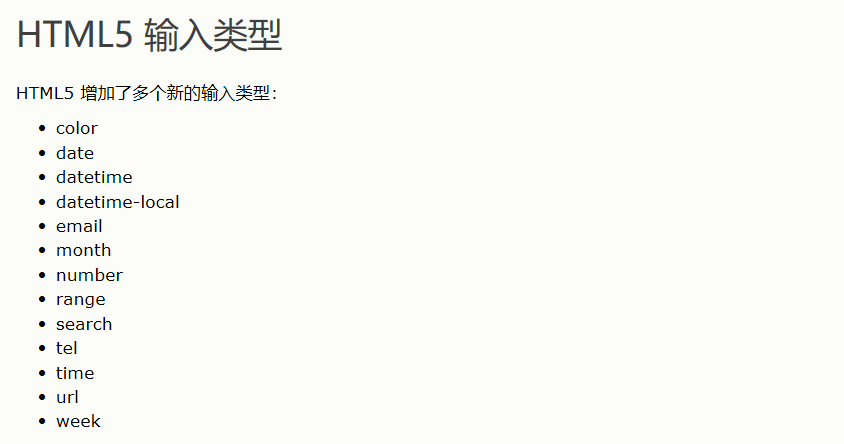 HTML5 输入类型
HTML5 增加了多个新的输入类型：
• color
• date
• datetime
• datetime-local
• email
• month
• number
• range
• search
• tel
• time
• url
• week